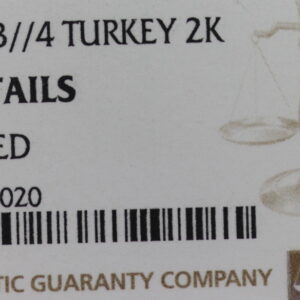 3//4 TURKEY 2K
TAILS
ED
020
TIC GUARANTY COMPANY